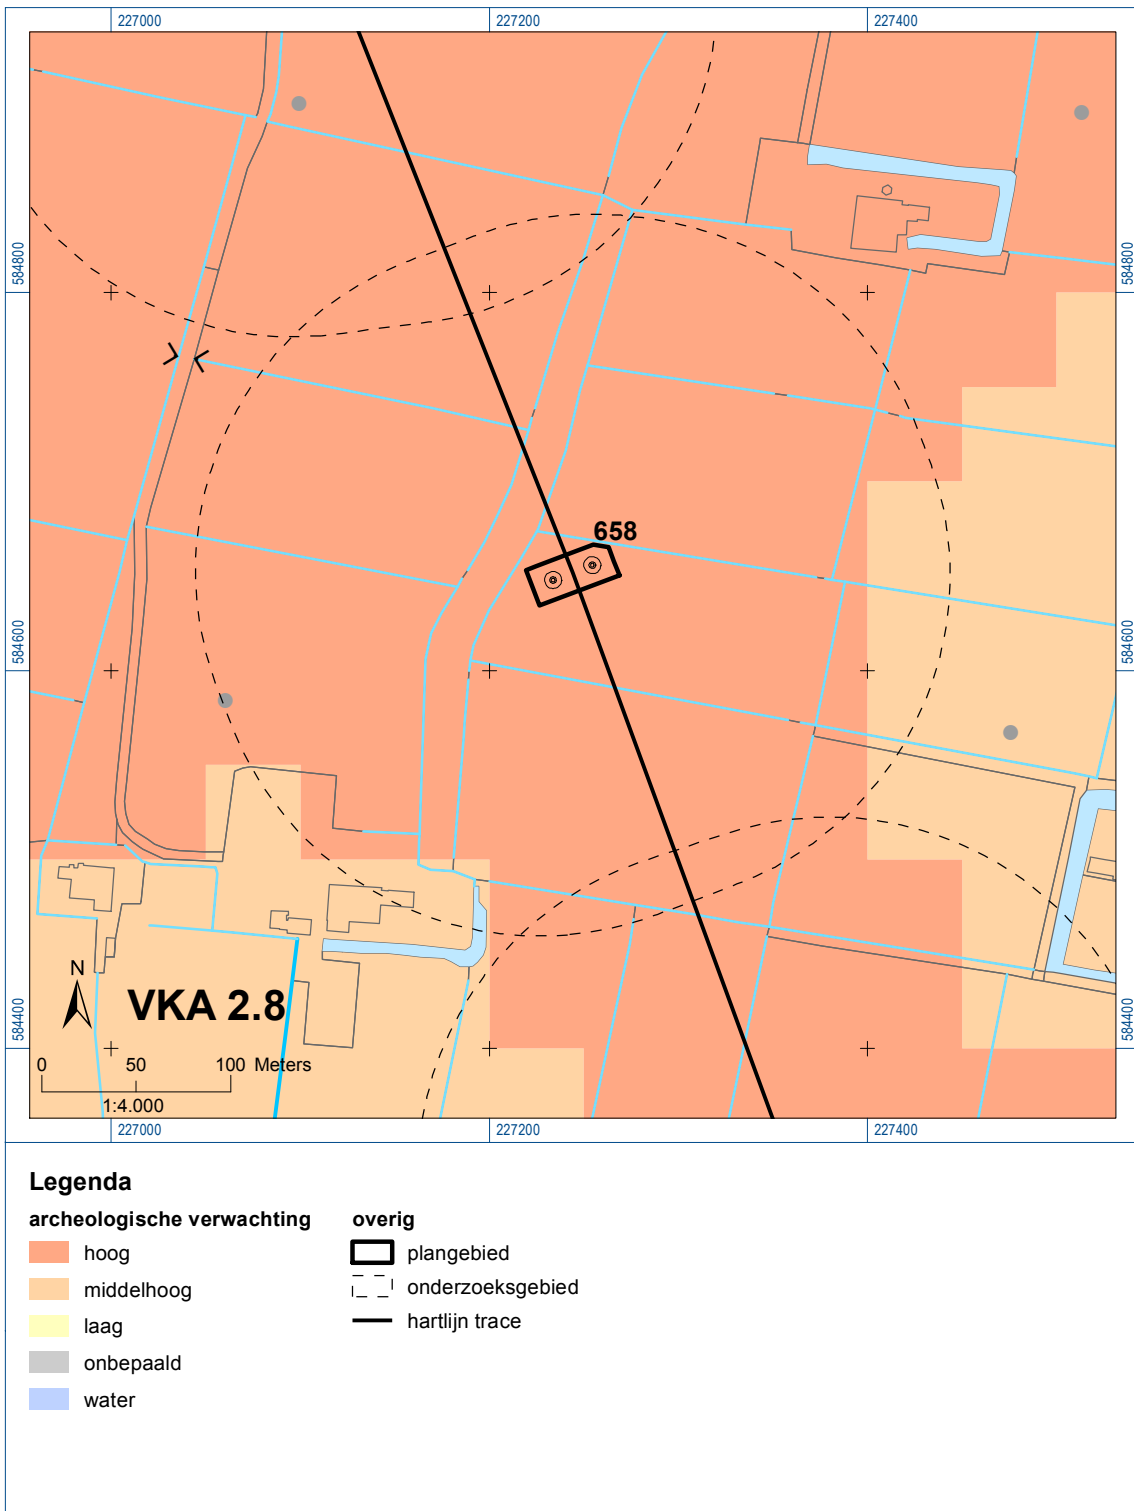 227000 227200 227400
584800 584800
658
584600 584600
N
VKA 2.8
584400 584400
0 50 100 Meters
1:4.000
227000 227200 227400
Legenda
archeologische verwachting
hoog
middelhoog
laag
onbepaald
water
overig
plangebied
onderzoeksgebied
hartlijn trace